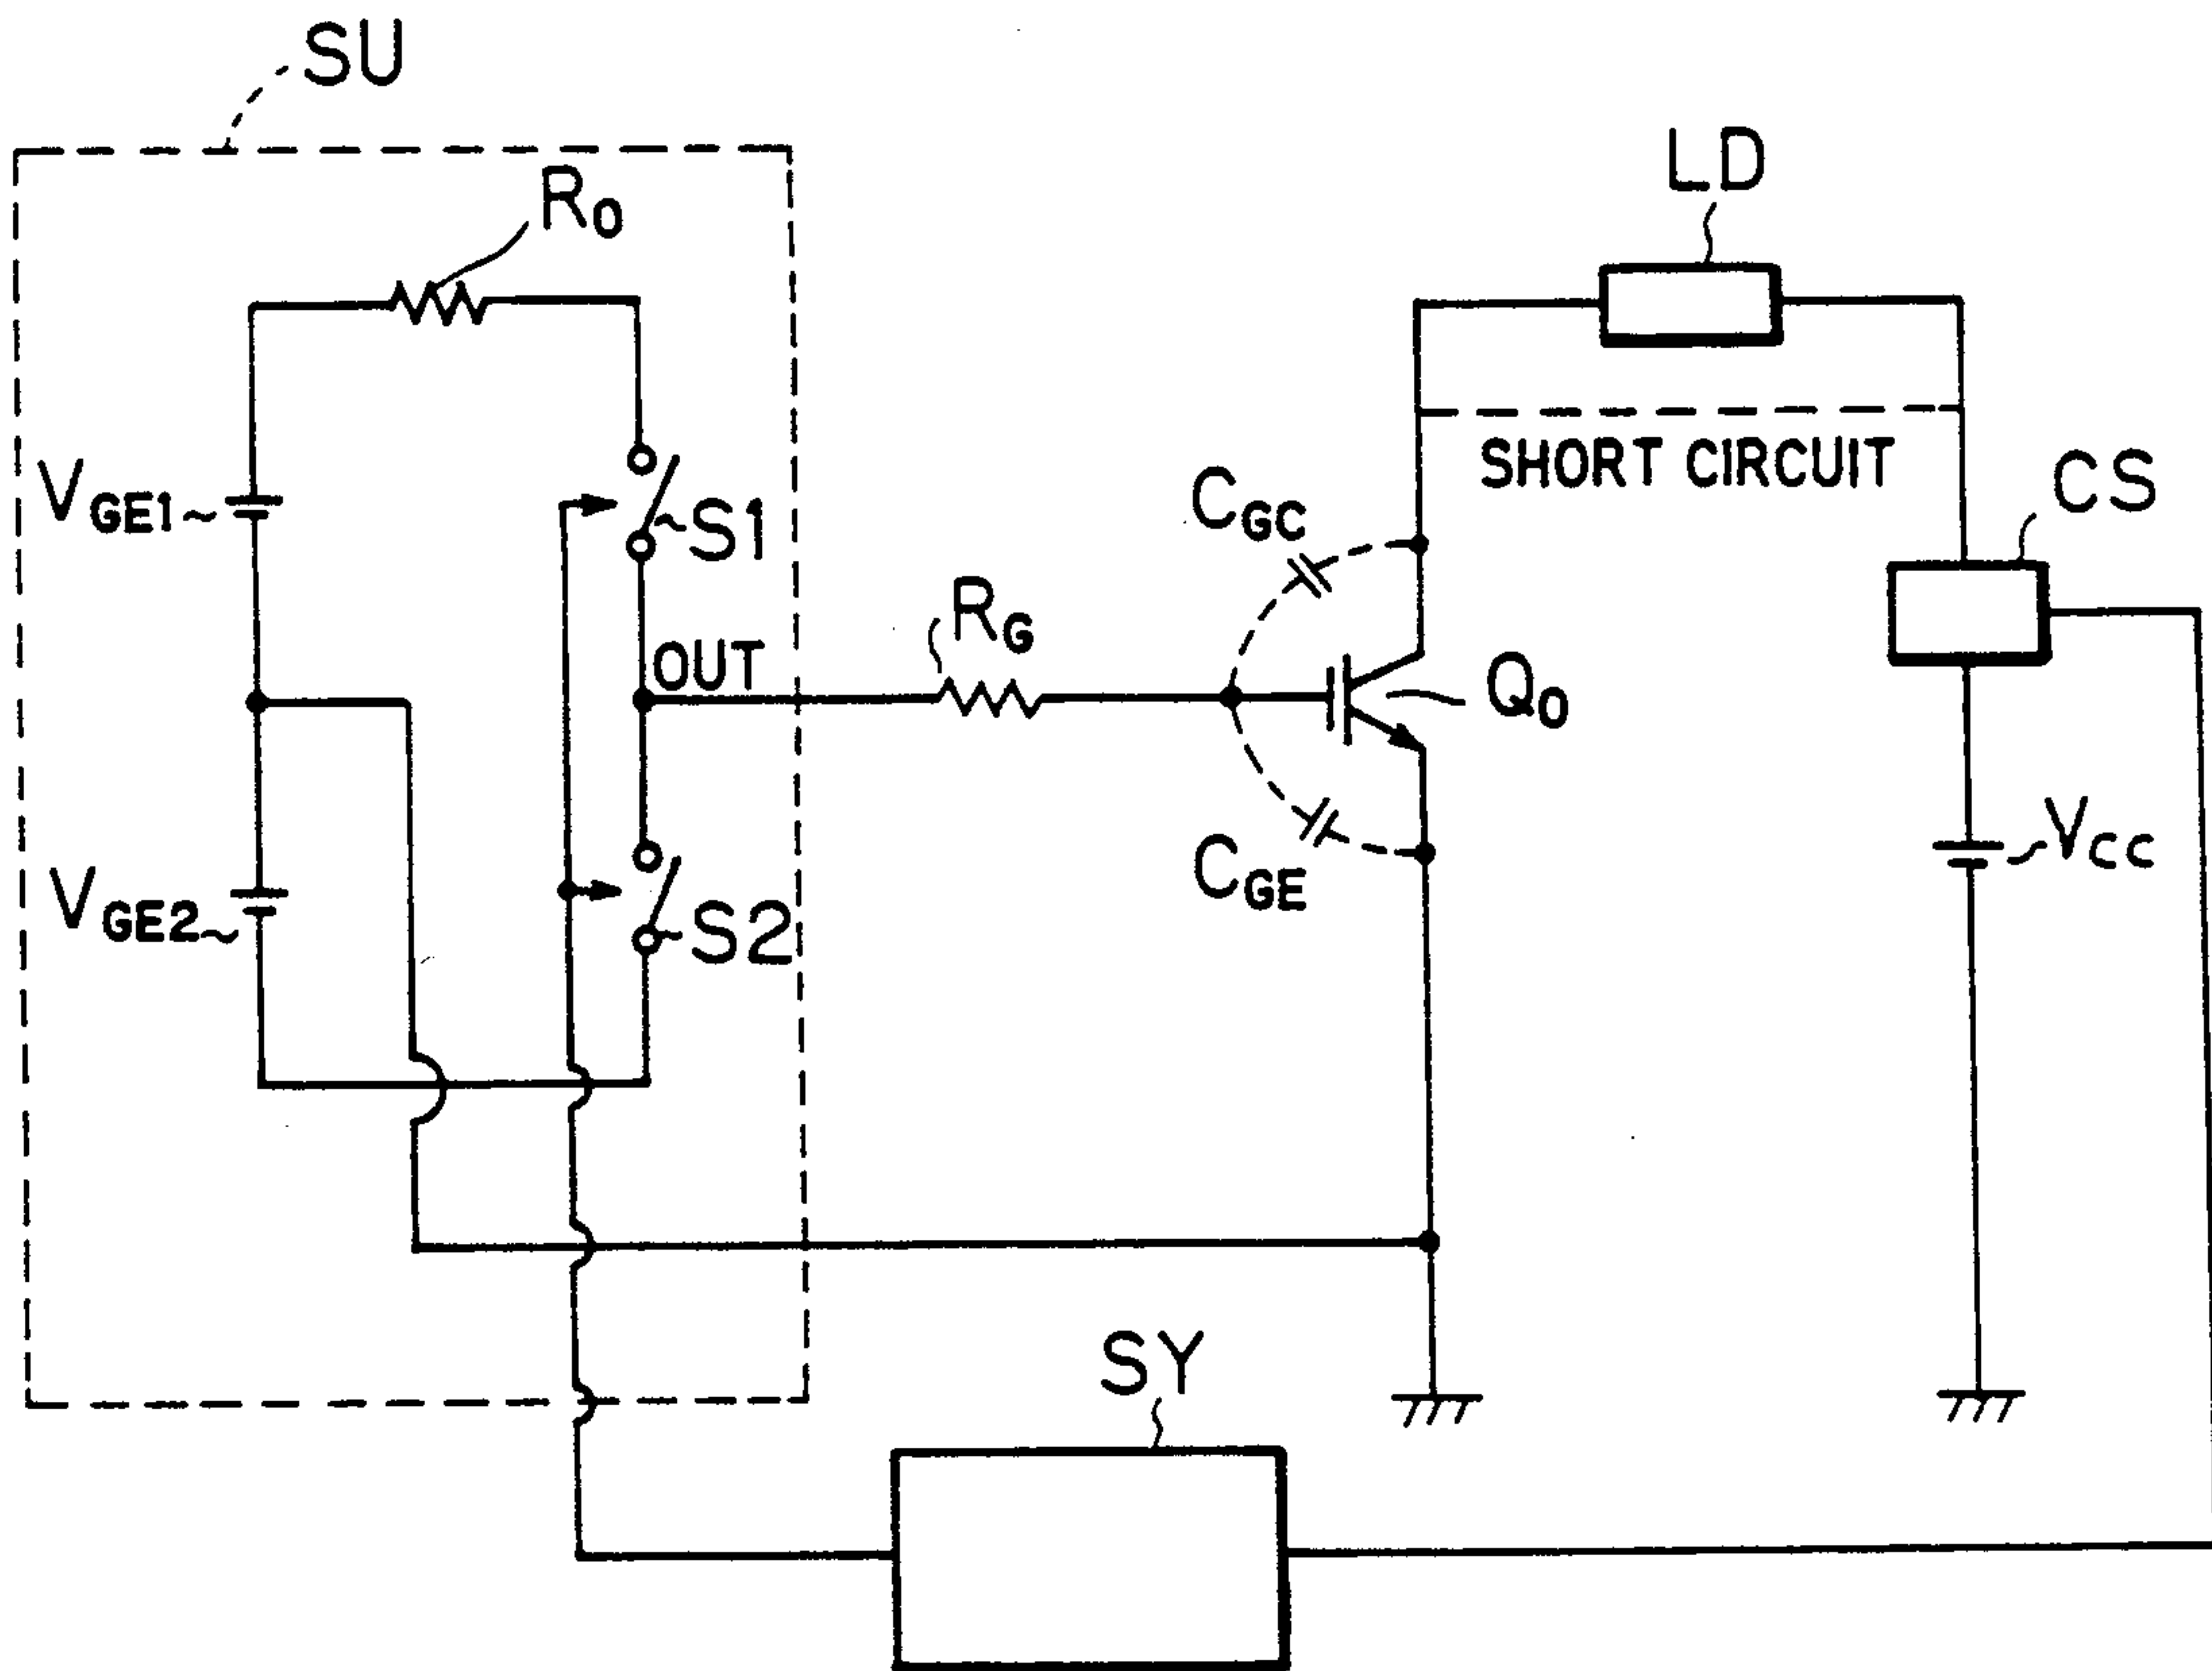 SU
R0
LD
VGE1
S1
SHORT CIRCUIT
CS
CGC
OUT
RG
Q0
VGE2
S2
CGE
VCC
SY